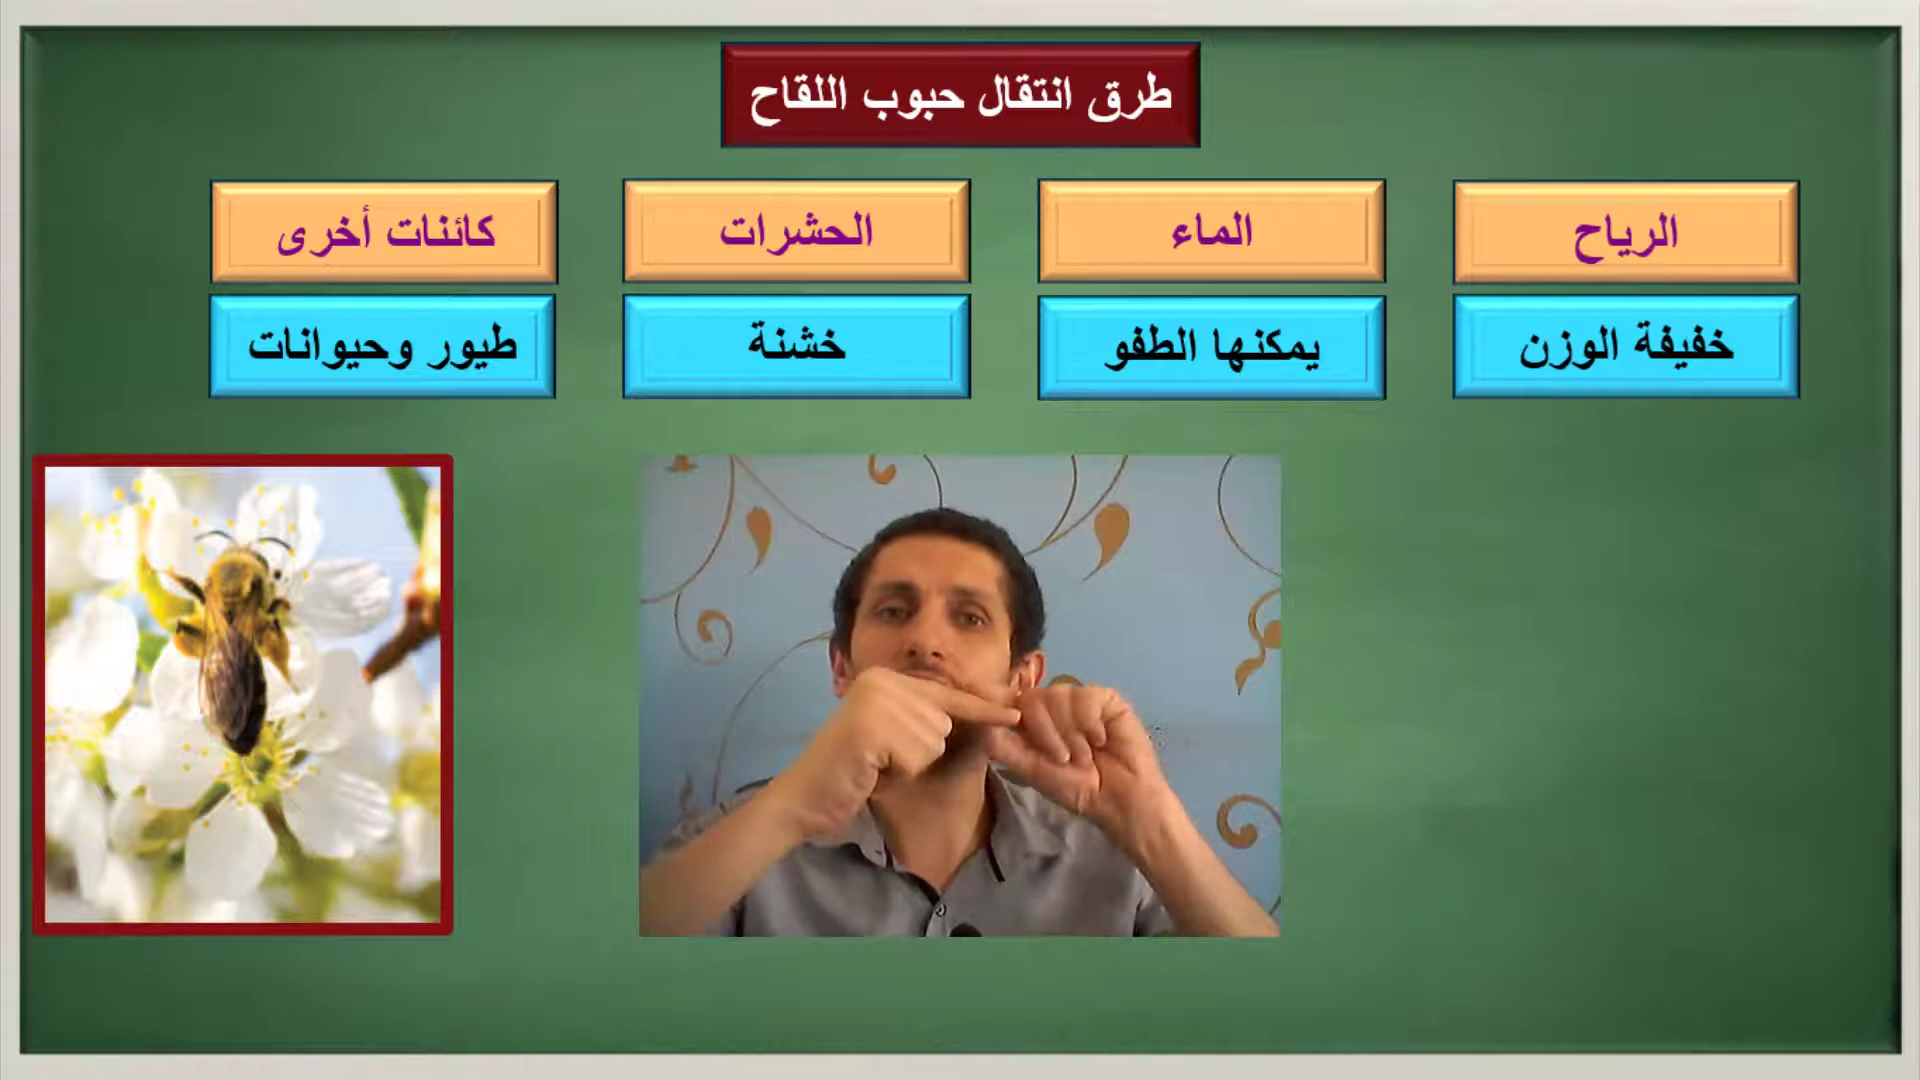 طرق انتقال حبوب اللقاح
الرياح
الماء
الحشرات
كائنات أخرى
خفيفة الوزن
يمكنها الطفو
خشنة
طيور وحيوانات